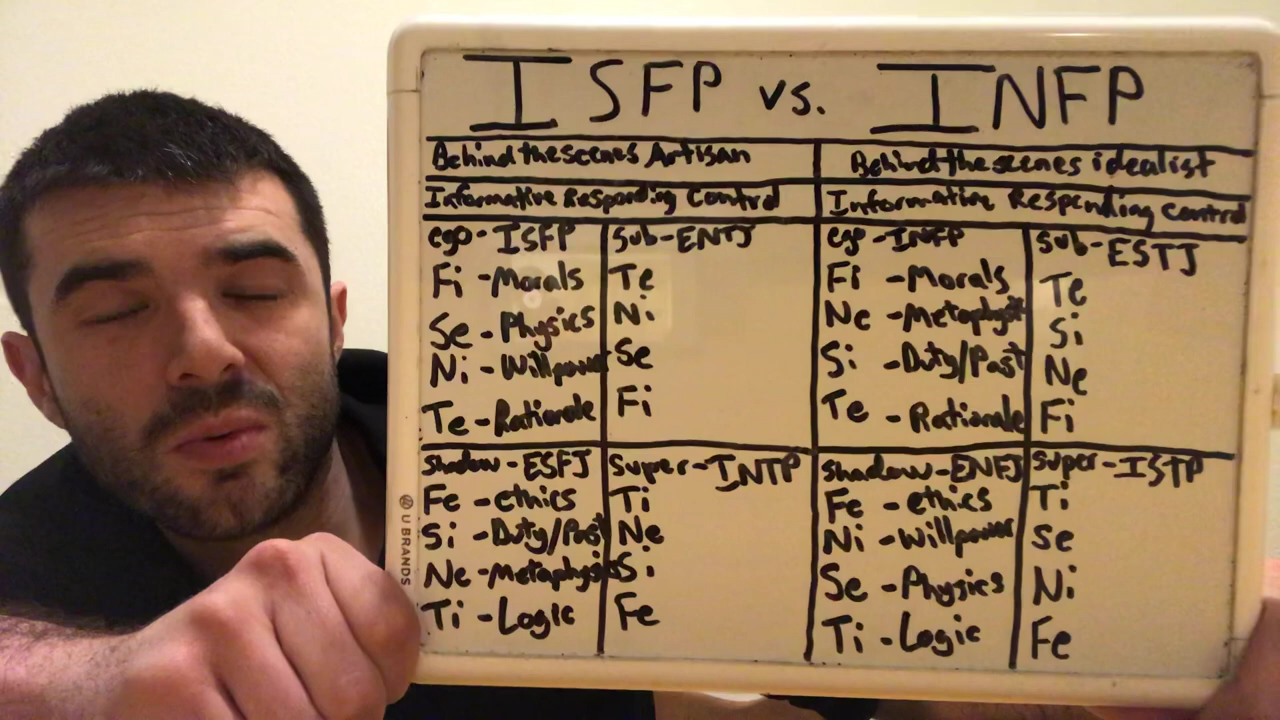 ISFP vs. INFP
Behind the scenes Artisan
Behind the scenes idealist
Informative Responding Control
Informative Responding Control
ego - ISFP
Fi - Morals
Se - Physics
Ni - Willpower
Te - Rationale
sub - ENTJ
Te
Ni
Se
Fi
ego - INFP
Fi - Morals
Ne - Metaphysic
Si - Duty/Past
Te - Rationale
sub - ESTJ
Te
Si
Ne
Fi
shadow - ESFJ
Fe - ethics
Si - Duty/Past
Ne - Metaphysics
Ti - Logic
super - INTP
Ti
Ne
Si
Fe
shadow - ENFJ
Fe - ethics
Ni - Willpower
Se - Physics
Ti - Logic
super - ISTP
Ti
Se
Ni
Fe
U BRANDS